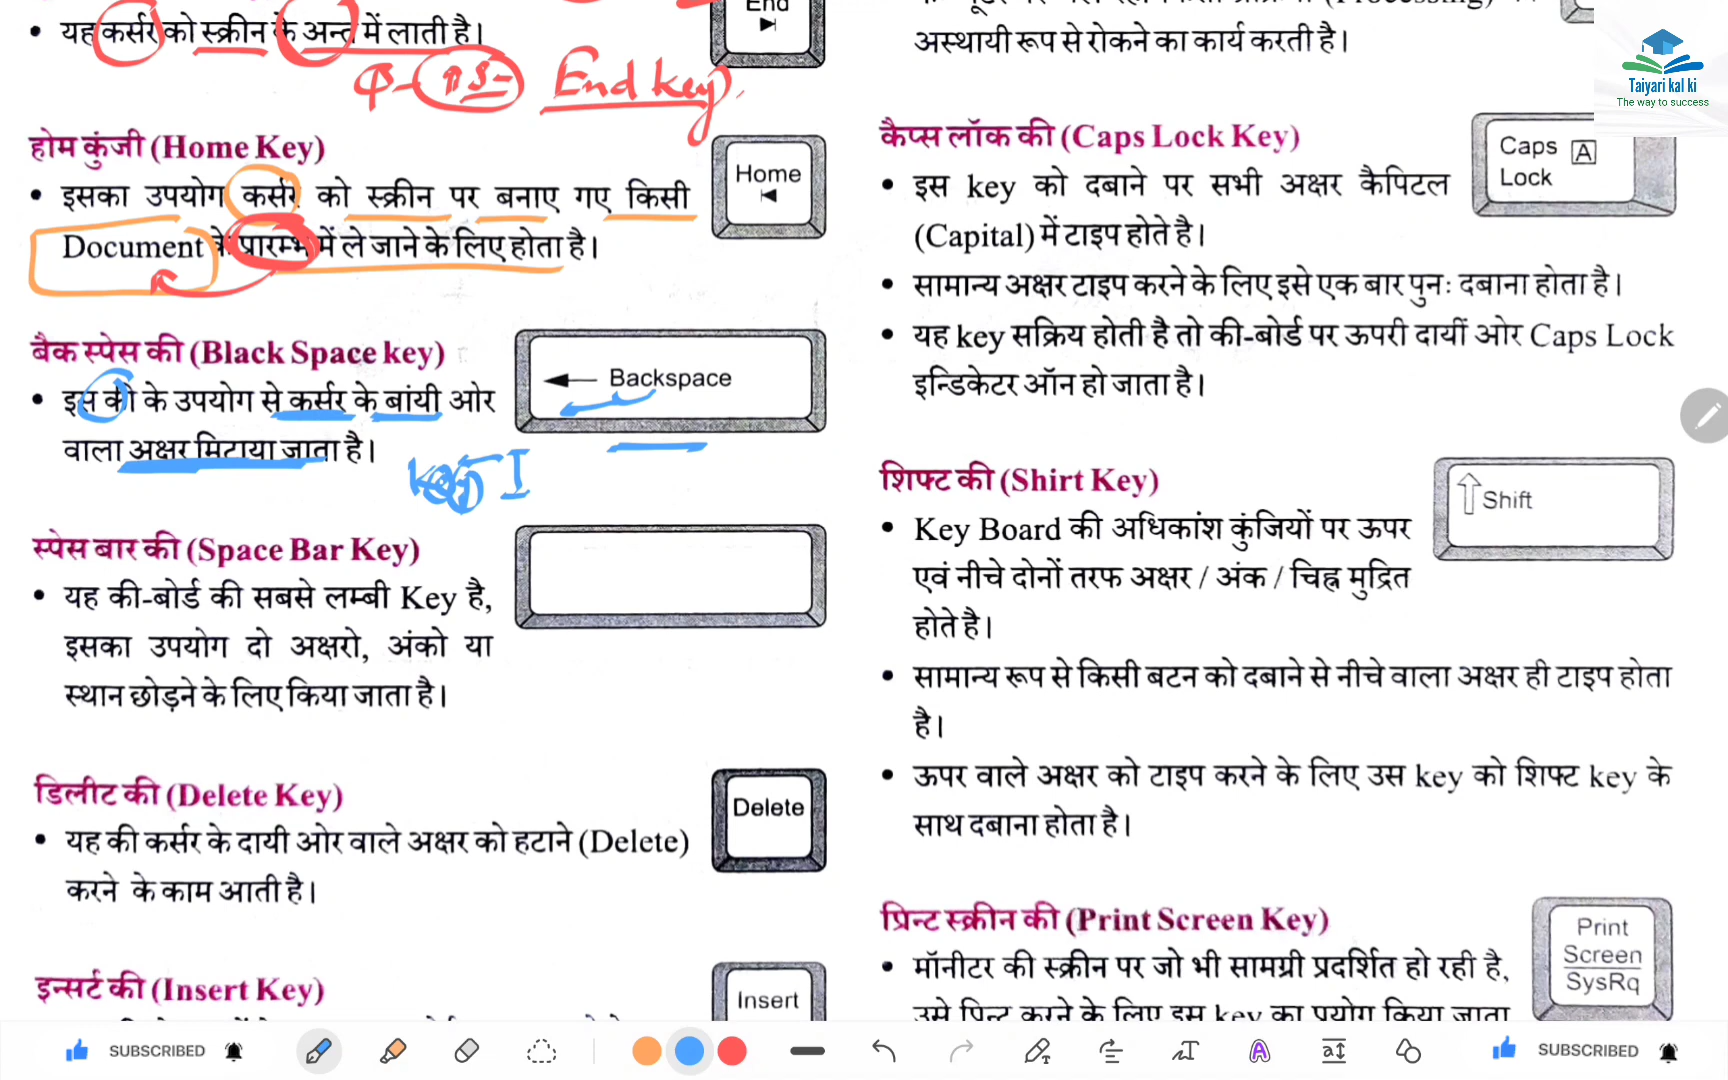 यह कर्सर को स्क्रीन के अन्त में लाती है।
End
End key
होम कुंजी (Home Key)
Home
• इसका उपयोग कर्सर को स्क्रीन पर बनाए गए किसी
Document के प्रारम्भ में ले जाने के लिए होता है।
बैक स्पेस की (Black Space key)
Backspace
• इस की के उपयोग से कर्सर के बांयी ओर
वाला अक्षर मिटाया जाता है।
स्पेस बार की (Space Bar Key)
• यह की-बोर्ड की सबसे लम्बी Key है,
इसका उपयोग दो अक्षरो, अंको या
स्थान छोड़ने के लिए किया जाता है।
डिलीट की (Delete Key)
Delete
• यह की कर्सर के दायी ओर वाले अक्षर को हटाने (Delete)
करने के काम आती है।
इन्सर्ट की (Insert Key)
Insert
अस्थायी रूप से रोकने का कार्य करती है।
Taiyari kal ki
The way to success
कैप्स लॉक की (Caps Lock Key)
Caps A
Lock
• इस key को दबाने पर सभी अक्षर कैपिटल
(Capital) में टाइप होते है।
• सामान्य अक्षर टाइप करने के लिए इसे एक बार पुनः दबाना होता है।
• यह key सक्रिय होती है तो की-बोर्ड पर ऊपरी दायीं ओर Caps Lock
इन्डिकेटर ऑन हो जाता है।
शिफ्ट की (Shirt Key)
Shift
• Key Board की अधिकांश कुंजियों पर ऊपर
एवं नीचे दोनों तरफ अक्षर / अंक / चिह्न मुद्रित
होते है।
• सामान्य रूप से किसी बटन को दबाने से नीचे वाला अक्षर ही टाइप होता
है।
• ऊपर वाले अक्षर को टाइप करने के लिए उस key को शिफ्ट key के
साथ दबाना होता है।
प्रिन्ट स्क्रीन की (Print Screen Key)
Print
Screen
SysRq
• मॉनीटर की स्क्रीन पर जो भी सामग्री प्रदर्शित हो रही है,
उसे प्रिन्ट करने के लिए इस key का प्रयोग किया जाता
SUBSCRIBED
SUBSCRIBED